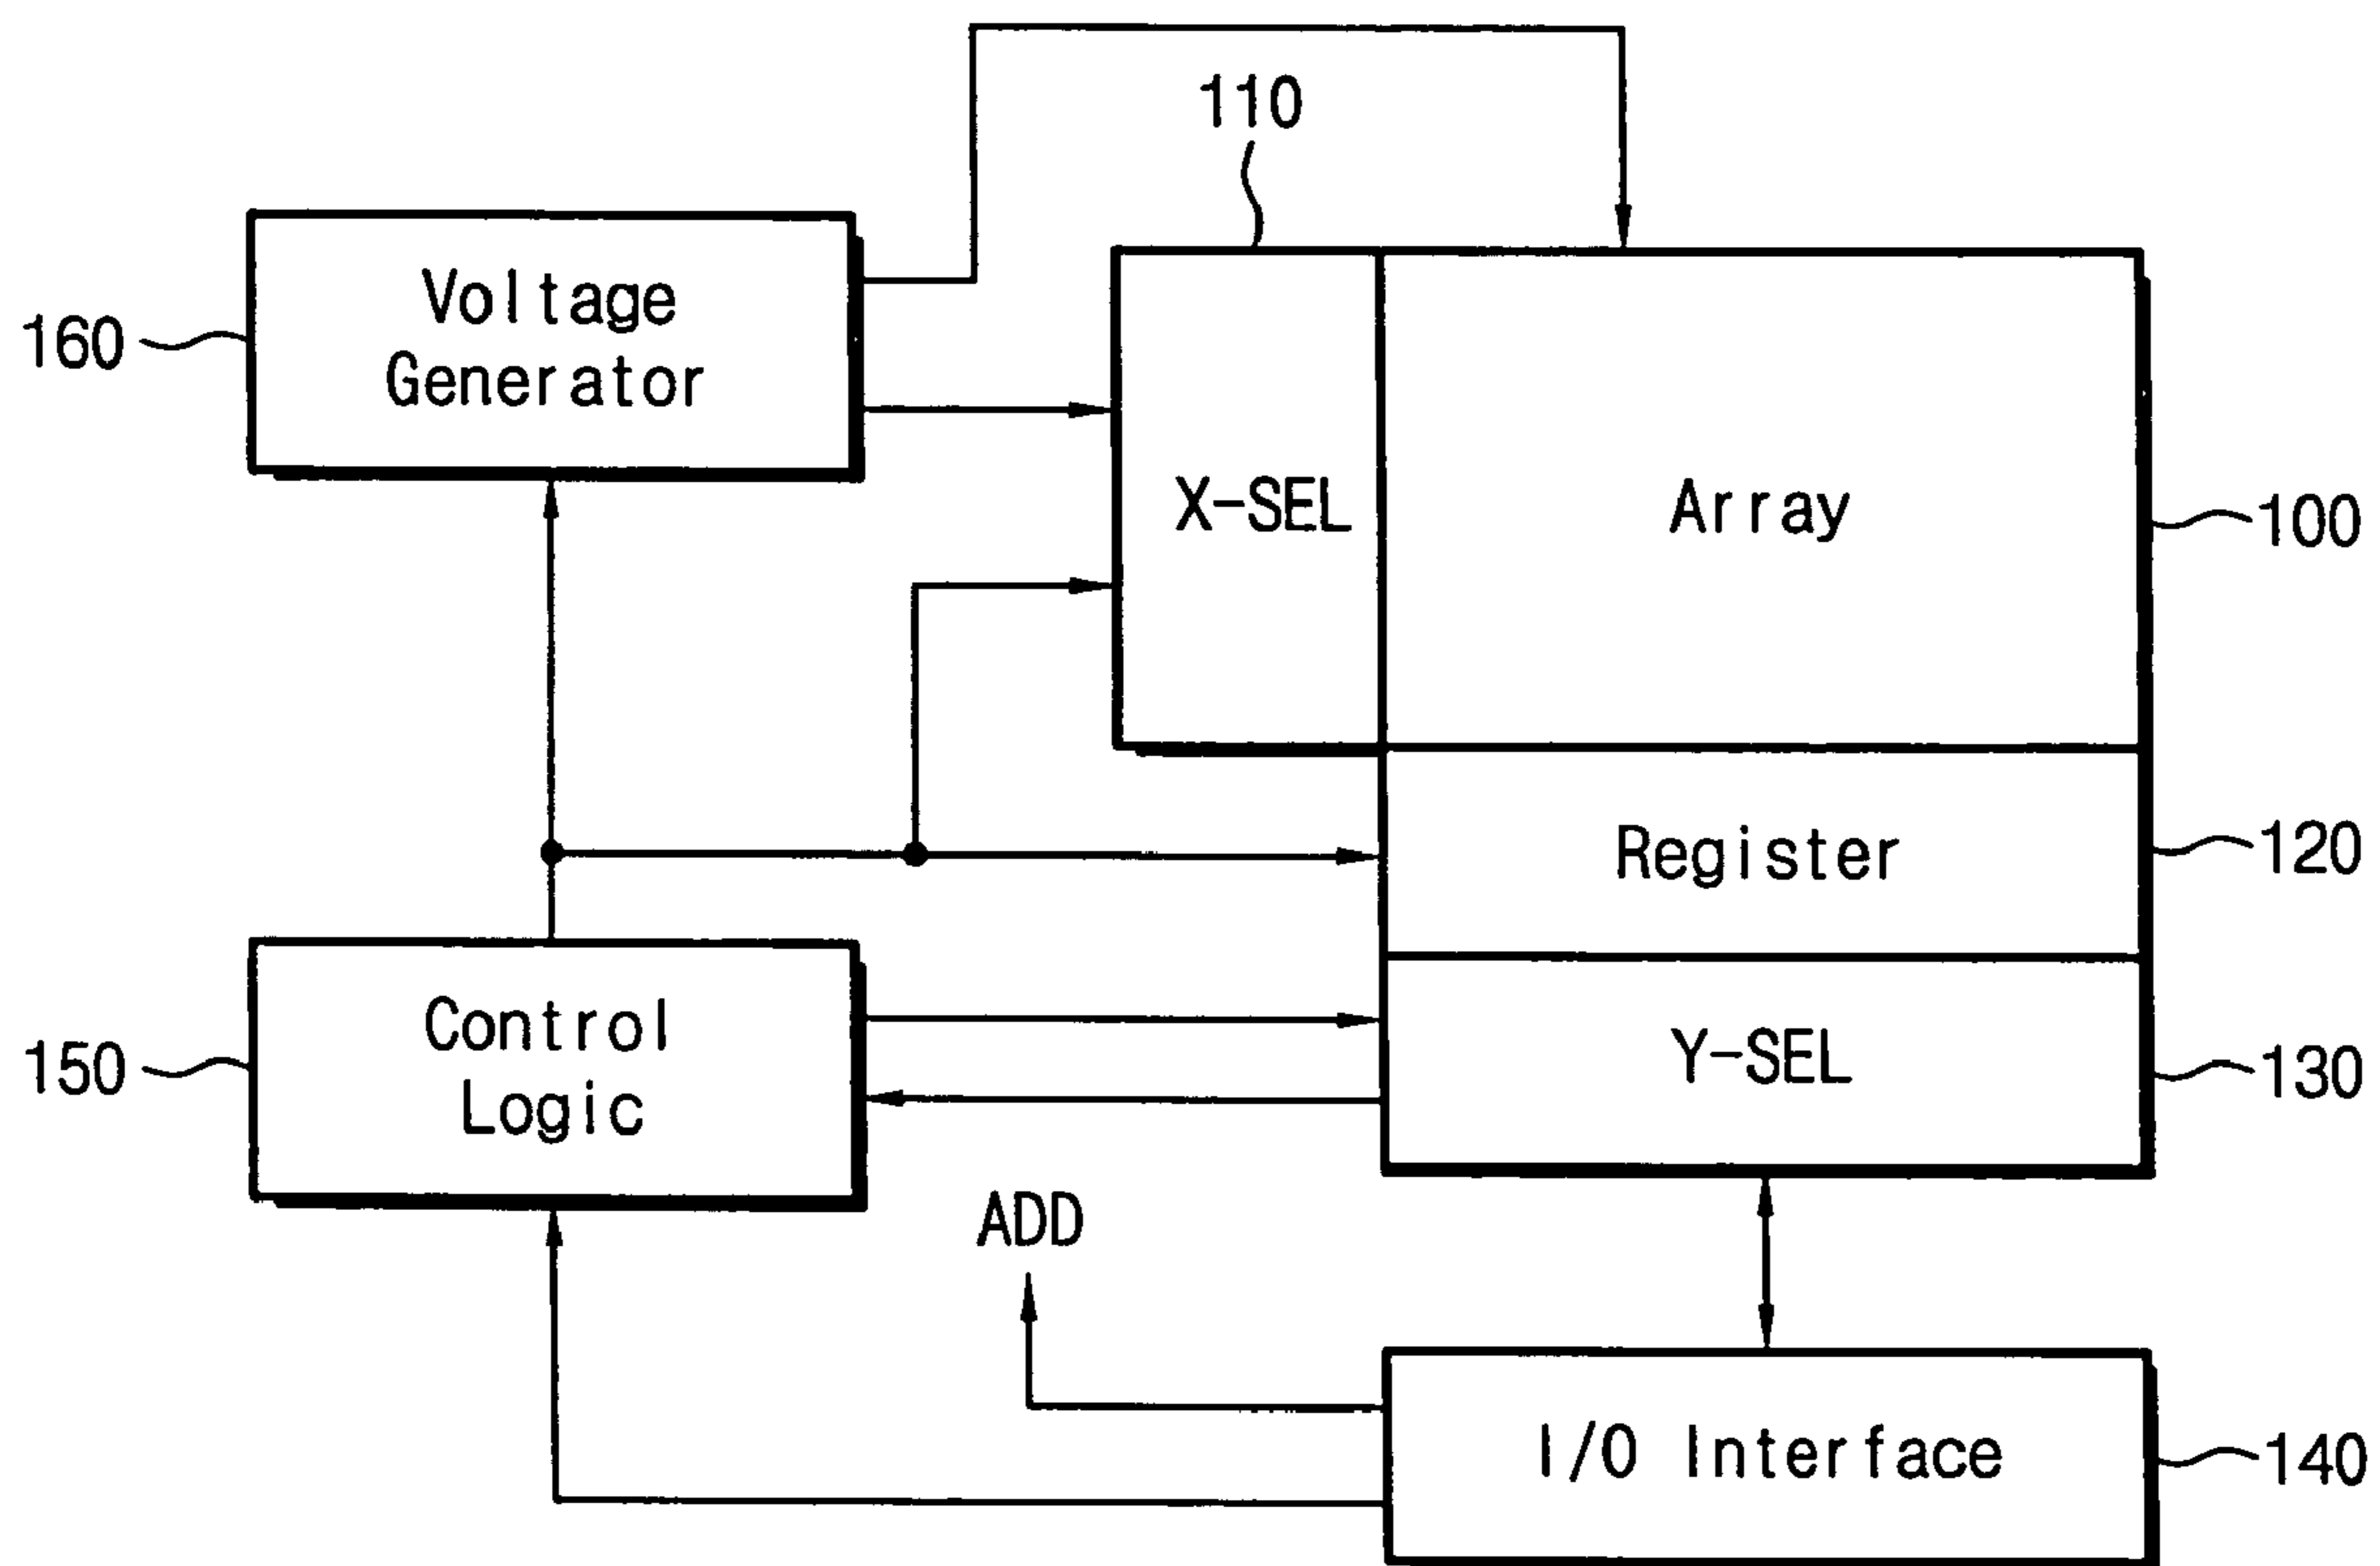 110
Voltage
Generator
160
X-SEL
Array
100
Register
120
Control
Logic
150
Y-SEL
130
ADD
I/O Interface
140